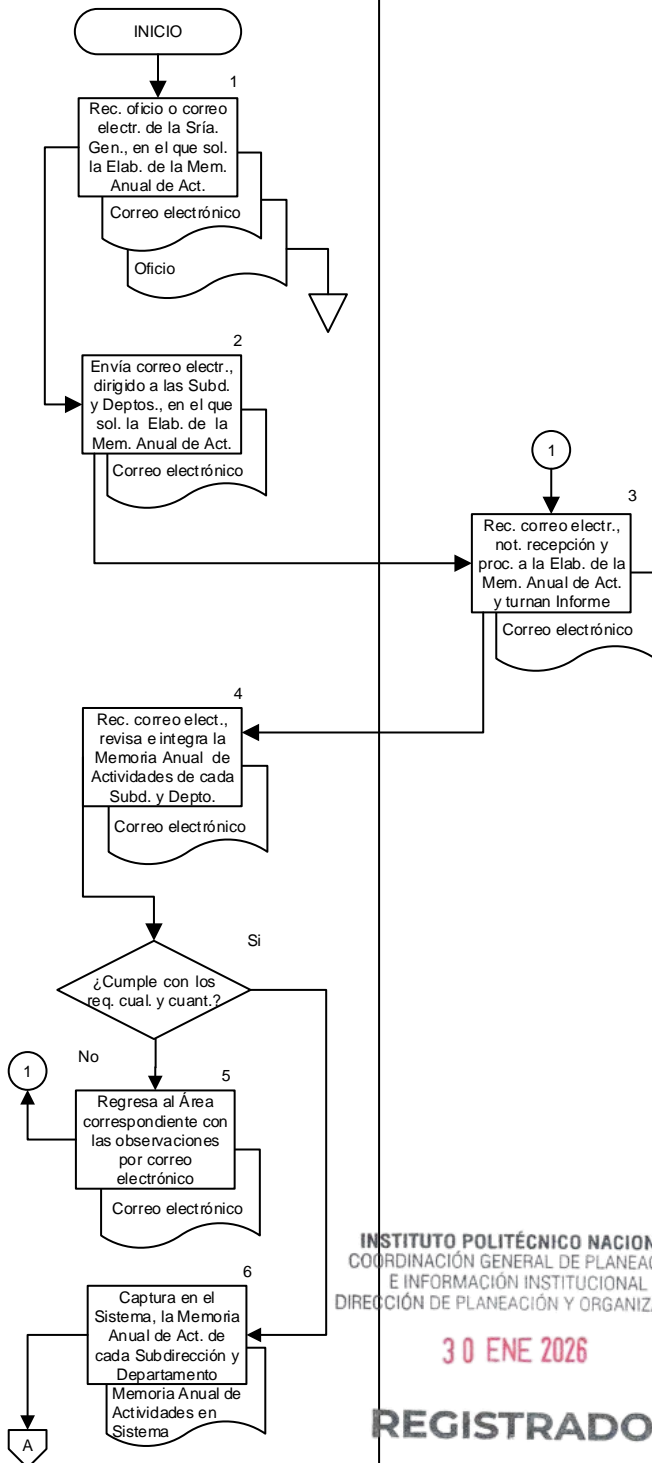 INICIO
1
Rec. oficio o correo
electr. de la Sría.
Gen., en el que sol.
la Elab. de la Mem.
Anual de Act.
Correo electrónico
Oficio
2
Envía correo electr.,
dirigido a las Subd.
y Deptos., en el que
sol. la Elab. de la
Mem. Anual de Act.
Correo electrónico
1
3
Rec. correo electr.,
not. recepción y
proc. a la Elab. de la
Mem. Anual de Act.
y turnan Informe
Correo electrónico
4
Rec. correo elect.,
revisa e integra la
Memoria Anual de
Actividades de cada
Subd. y Depto.
Correo electrónico
Si
¿Cumple con los
req. cual. y cuant.?
No
1
5
Regresa al Área
correspondiente con
las observaciones
por correo
electrónico
Correo electrónico
6
Captura en el
Sistema, la Memoria
Anual de Act. de
cada Subdirección y
Departamento
Memoria Anual de
Actividades en
Sistema
A
INSTITUTO POLITÉCNICO NACION
COORDINACIÓN GENERAL DE PLANEAC
E INFORMACIÓN INSTITUCIONAL
DIRECCIÓN DE PLANEACIÓN Y ORGANIZA
30 ENE 2026
REGISTRADO